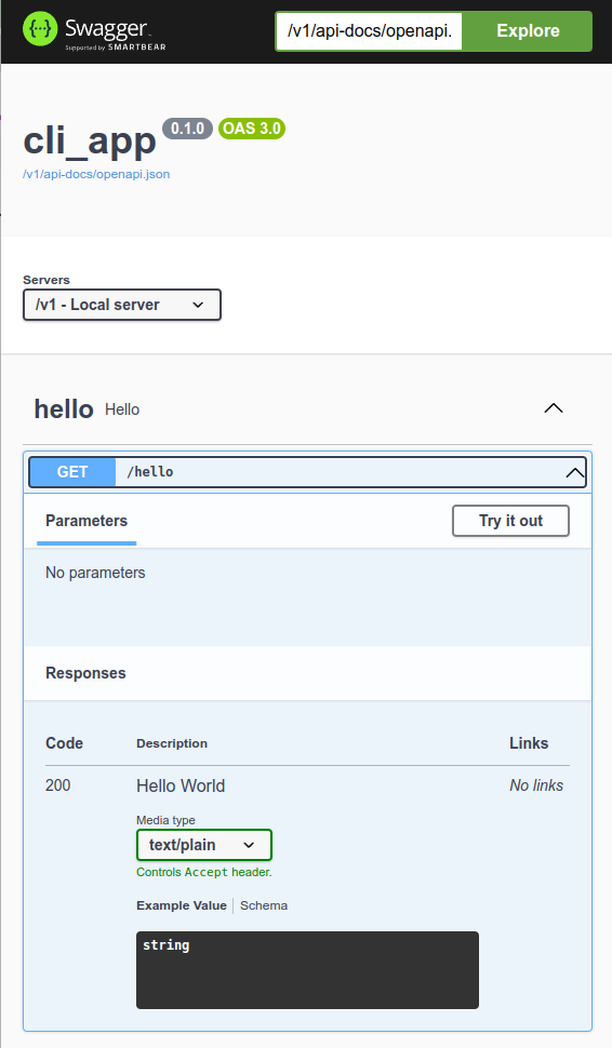 Swagger
Supported by SMARTBEAR
/v1/api-docs/openapi.
Explore
cli_app 0.1.0 OAS 3.0
/v1/api-docs/openapi.json
Servers
/v1 - Local server
hello Hello
GET /hello
Parameters
Try it out
No parameters
Responses
Code Description Links
200 Hello World No links
Media type
text/plain
Controls Accept header.
Example Value Schema
string